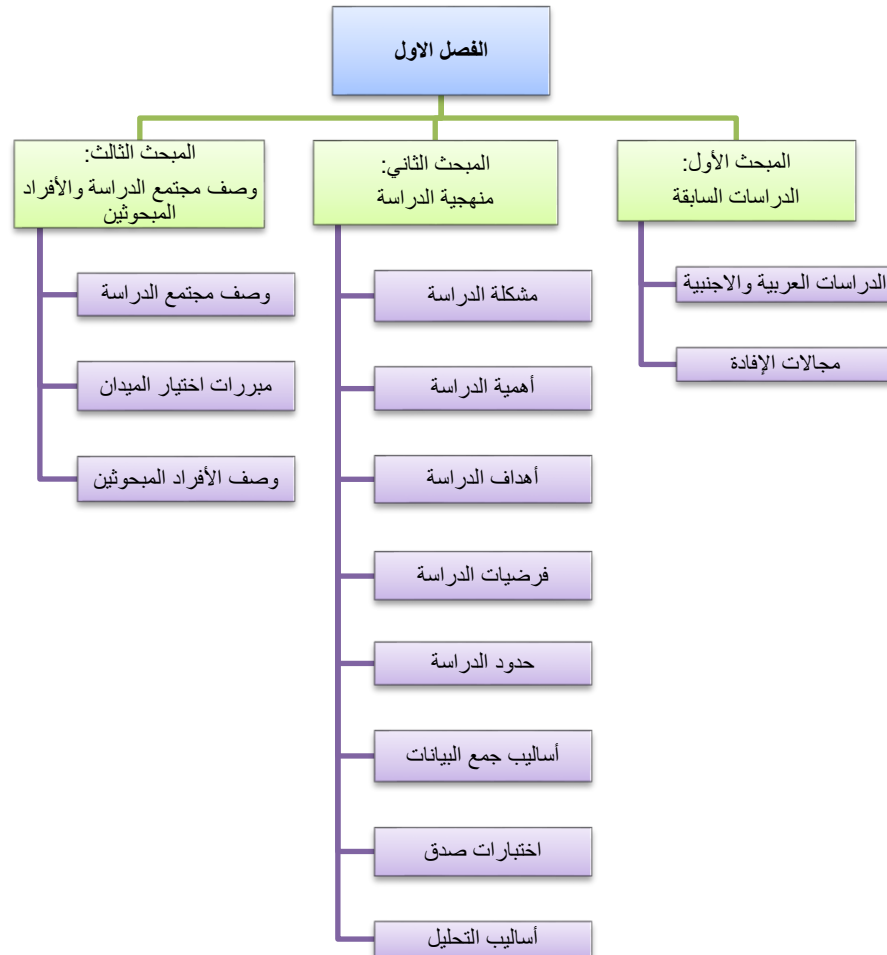 الفصل الاول
المبحث الأول:
الدراسات السابقة
الدراسات العربية والاجنبية
مجالات الإفادة
المبحث الثاني:
منهجية الدراسة
مشكلة الدراسة
أهمية الدراسة
أهداف الدراسة
فرضيات الدراسة
حدود الدراسة
أساليب جمع البيانات
اختبارات صدق
أساليب التحليل
المبحث الثالث:
وصف مجتمع الدراسة والأفراد
المبحوثين
وصف مجتمع الدراسة
مبررات اختيار الميدان
وصف الأفراد المبحوثين